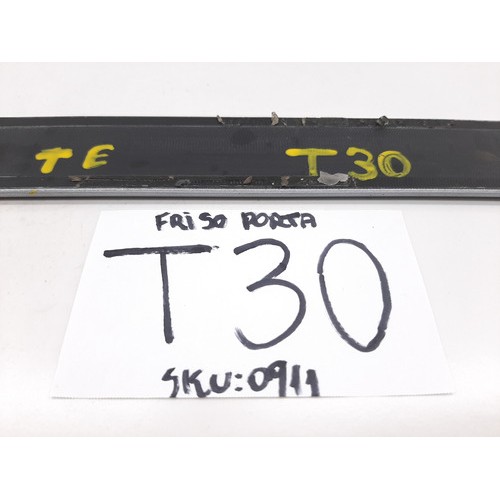 TE T30
FRISO PORTA
T30
SKU:0911